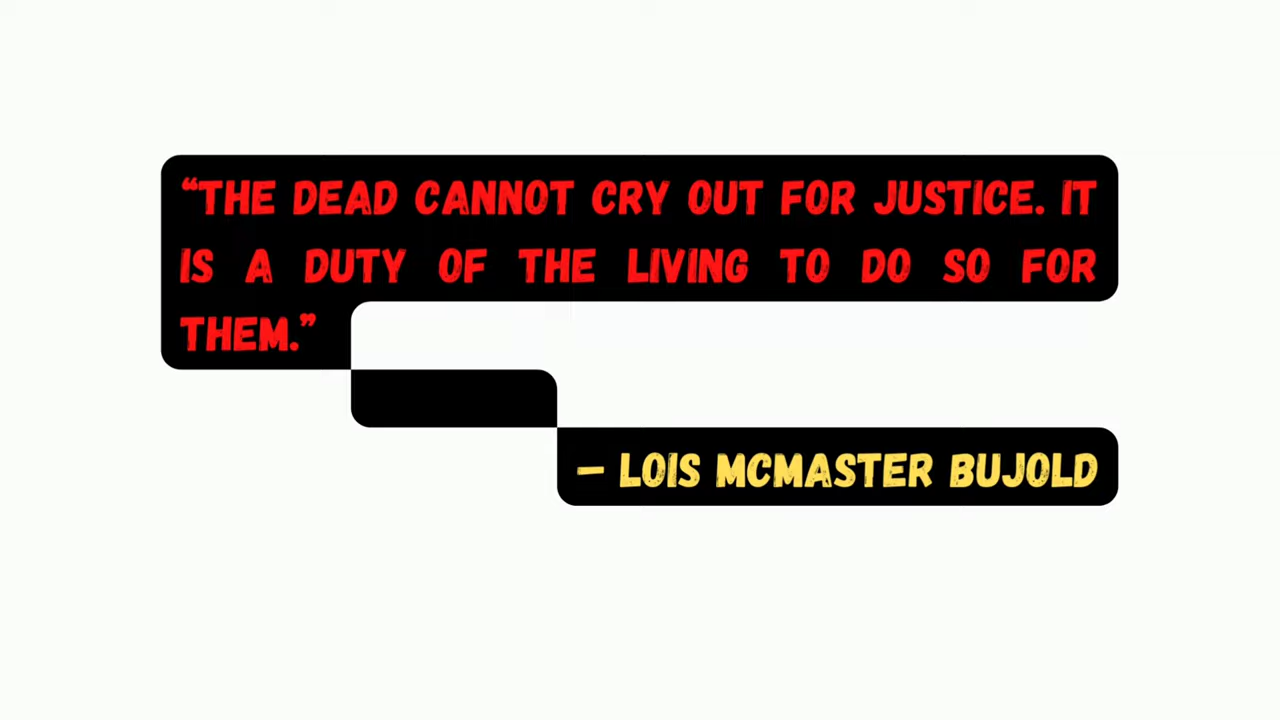 “THE DEAD CANNOT CRY OUT FOR JUSTICE. IT
IS A DUTY OF THE LIVING TO DO SO FOR
THEM.”
– LOIS MCMASTER BUJOLD